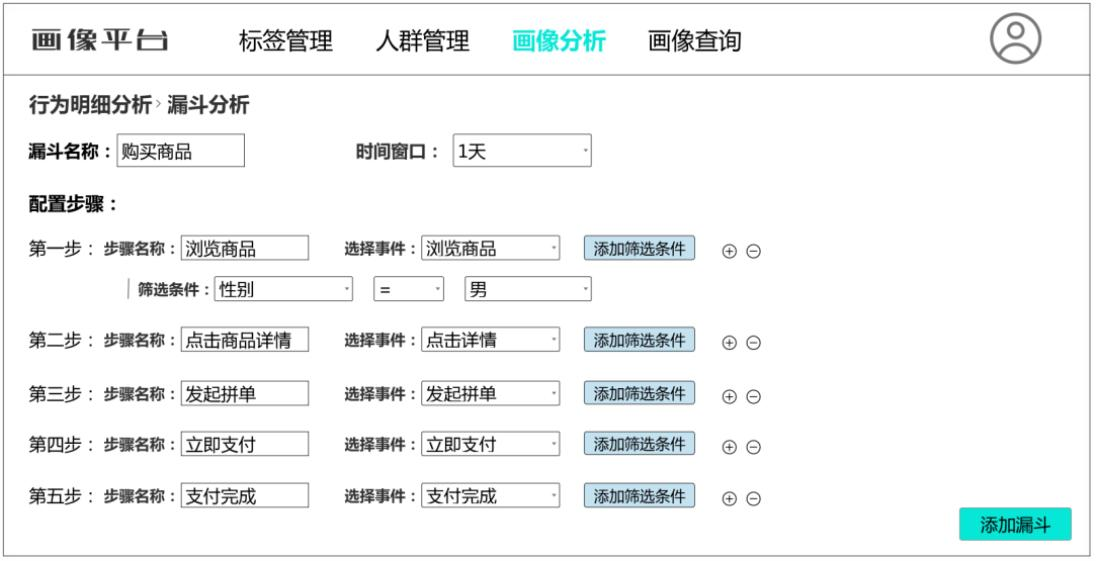 画像平台 标签管理 人群管理 画像分析 画像查询
行为明细分析> 漏斗分析
漏斗名称：购买商品 时间窗口：1天
配置步骤：
第一步：步骤名称：浏览商品 选择事件：浏览商品 添加筛选条件
筛选条件：性别 = 男
第二步：步骤名称：点击商品详情 选择事件：点击详情 添加筛选条件
第三步：步骤名称：发起拼单 选择事件：发起拼单 添加筛选条件
第四步：步骤名称：立即支付 选择事件：立即支付 添加筛选条件
第五步：步骤名称：支付完成 选择事件：支付完成 添加筛选条件
添加漏斗